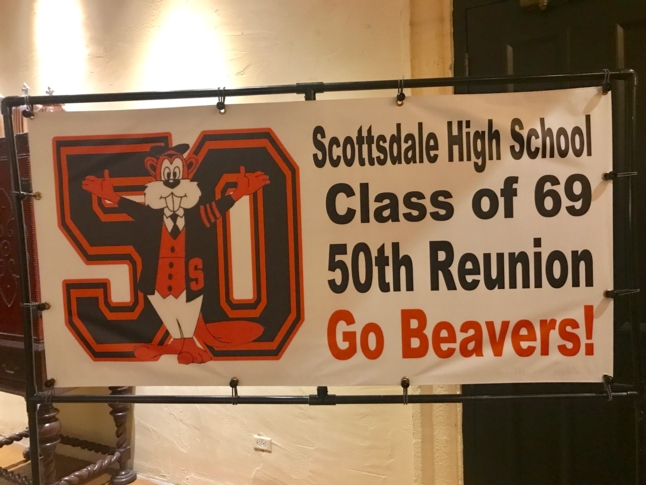 50
S
Scottsdale High School
Class of 69
50th Reunion
Go Beavers!